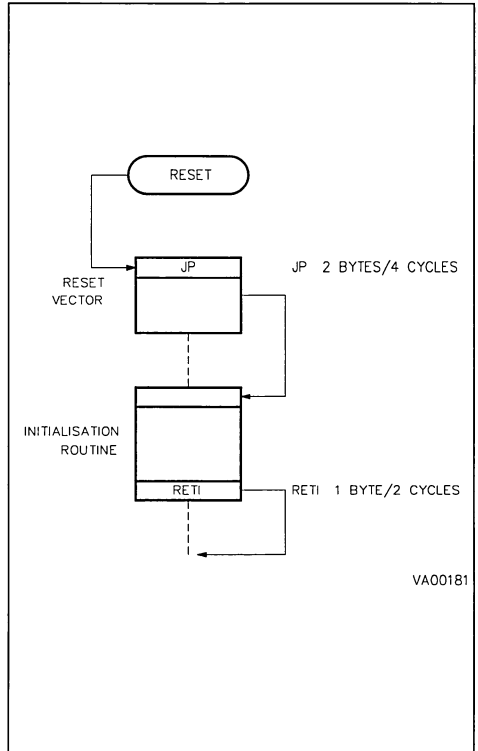 RESET
JP
JP 2 BYTES/4 CYCLES
RESET
VECTOR
INITIALISATION
ROUTINE
RETI
RETI 1 BYTE/2 CYCLES
VA00181